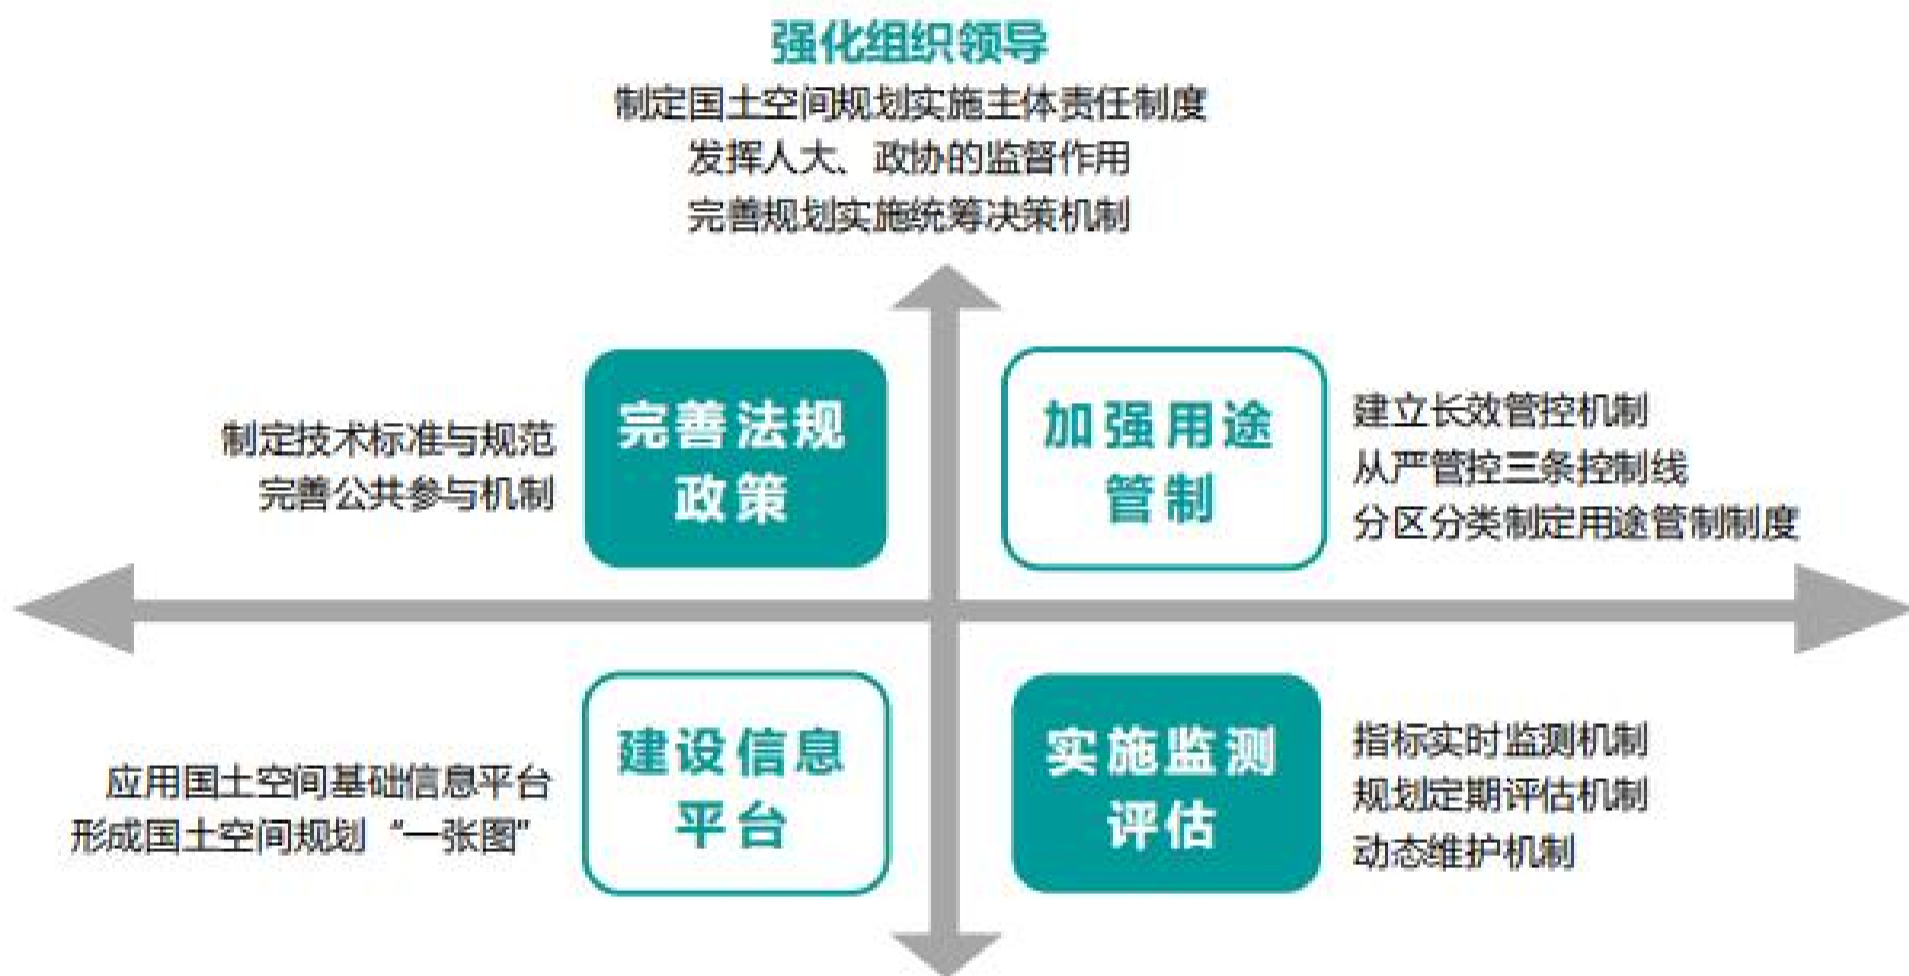 强化组织领导
制定国土空间规划实施主体责任制度
发挥人大、政协的监督作用
完善规划实施统筹决策机制
制定技术标准与规范
完善公共参与机制
完善法规
政策
加强用途
管制
建立长效管控机制
从严管控三条控制线
分区分类制定用途管制制度
应用国土空间基础信息平台
形成国土空间规划“一张图”
建设信息
平台
实施监测
评估
指标实时监测机制
规划定期评估机制
动态维护机制